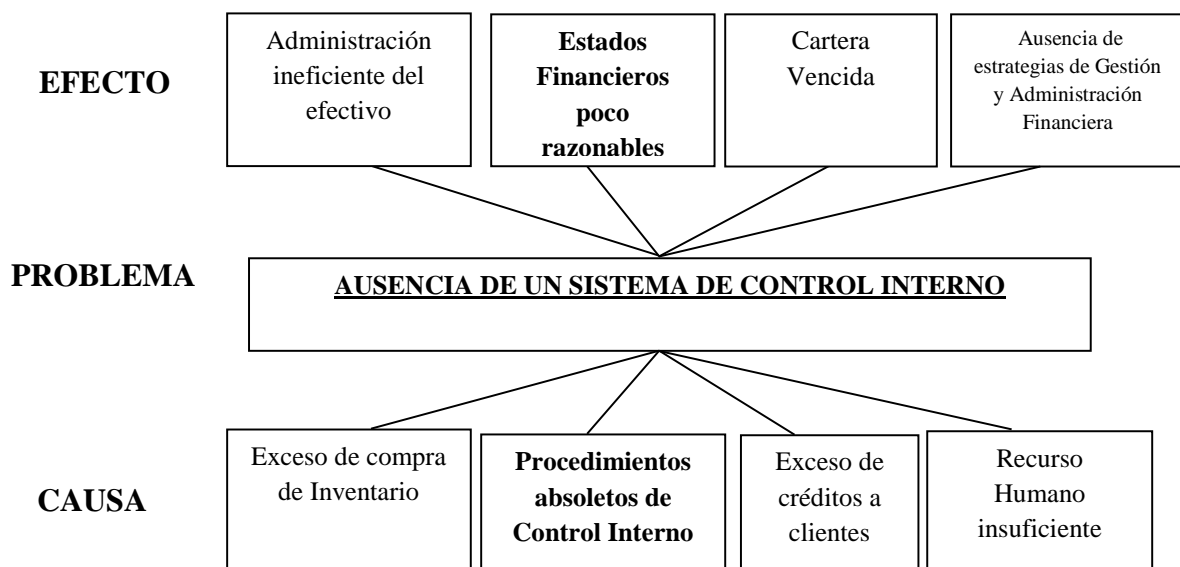 EFECTO
Administración
ineficiente del
efectivo
Estados
Financieros
poco
razonables
Cartera
Vencida
Ausencia de
estrategias de Gestión
y Administración
Financiera
PROBLEMA
AUSENCIA DE UN SISTEMA DE CONTROL INTERNO
CAUSA
Exceso de compra
de Inventario
Procedimientos
absoletos de
Control Interno
Exceso de
créditos a
clientes
Recurso
Humano
insuficiente